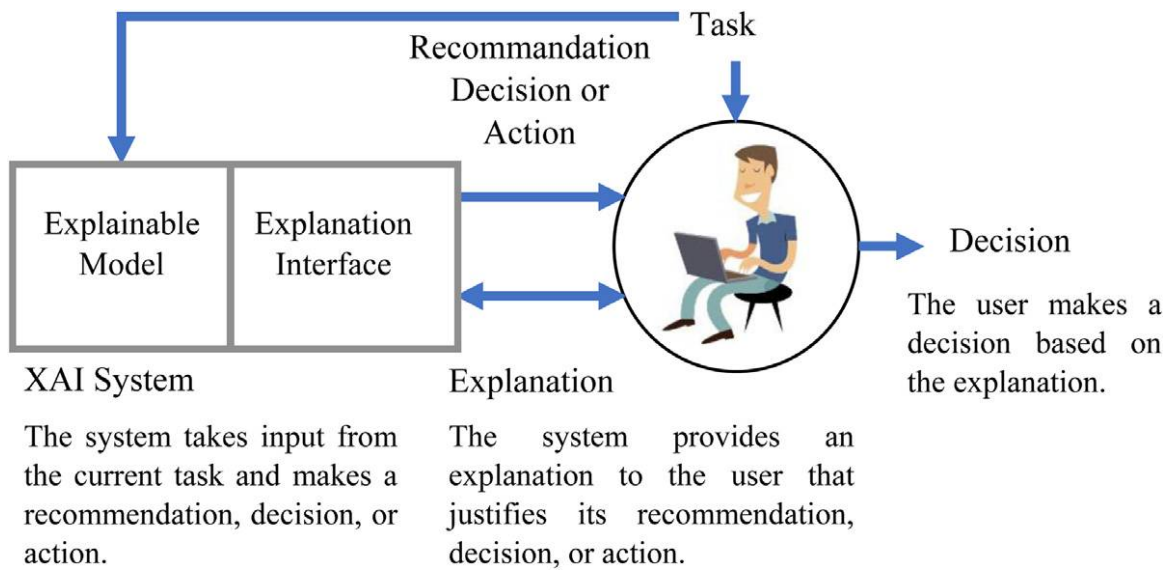 Task
Recommandation
Decision or
Action
Explainable
Model
Explanation
Interface
Decision
The user makes a
decision based on
the explanation.
XAI System
The system takes input from
the current task and makes a
recommendation, decision, or
action.
Explanation
The system provides an
explanation to the user that
justifies its recommendation,
decision, or action.